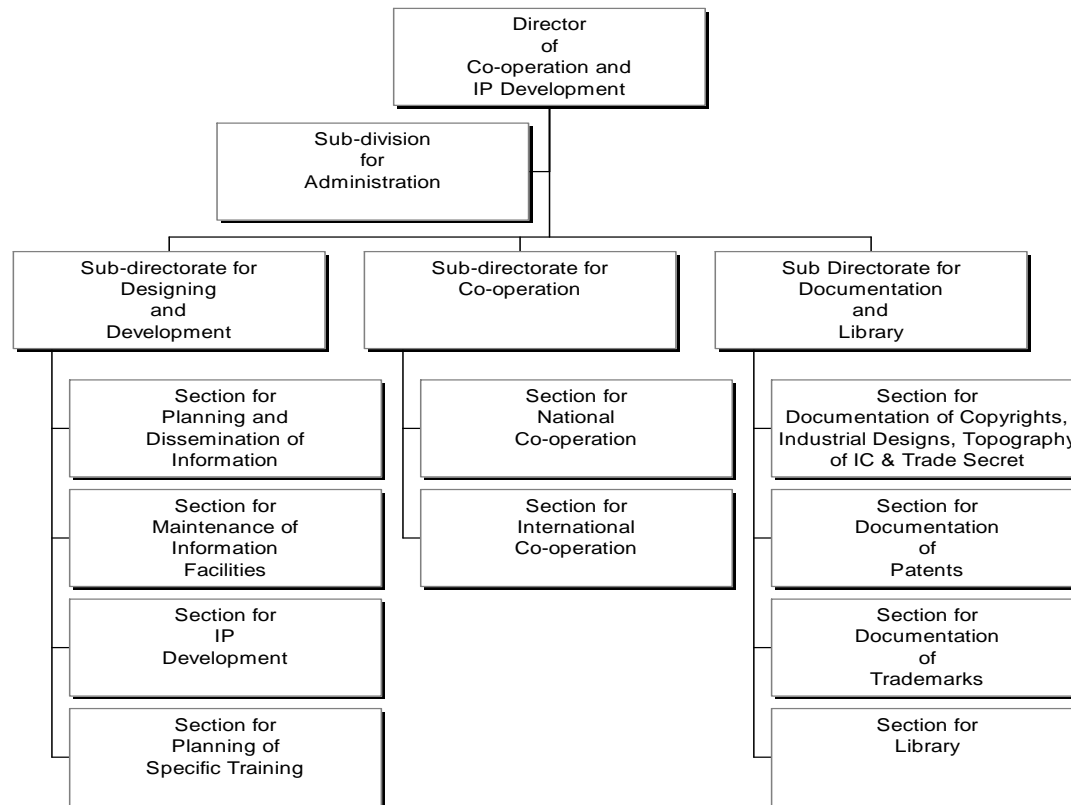 Director
of
Co-operation and
IP Development
Sub-division
for
Administration
Sub-directorate for
Designing
and
Development
Sub-directorate for
Co-operation
Sub Directorate for
Documentation
and
Library
Section for
Planning and
Dissemination of
Information
Section for
National
Co-operation
Section for
Documentation of Copyrights,
Industrial Designs, Topography
of IC & Trade Secret
Section for
Maintenance of
Information
Facilities
Section for
International
Co-operation
Section for
Documentation
of
Patents
Section for
IP
Development
Section for
Documentation
of
Trademarks
Section for
Planning of
Specific Training
Section for
Library